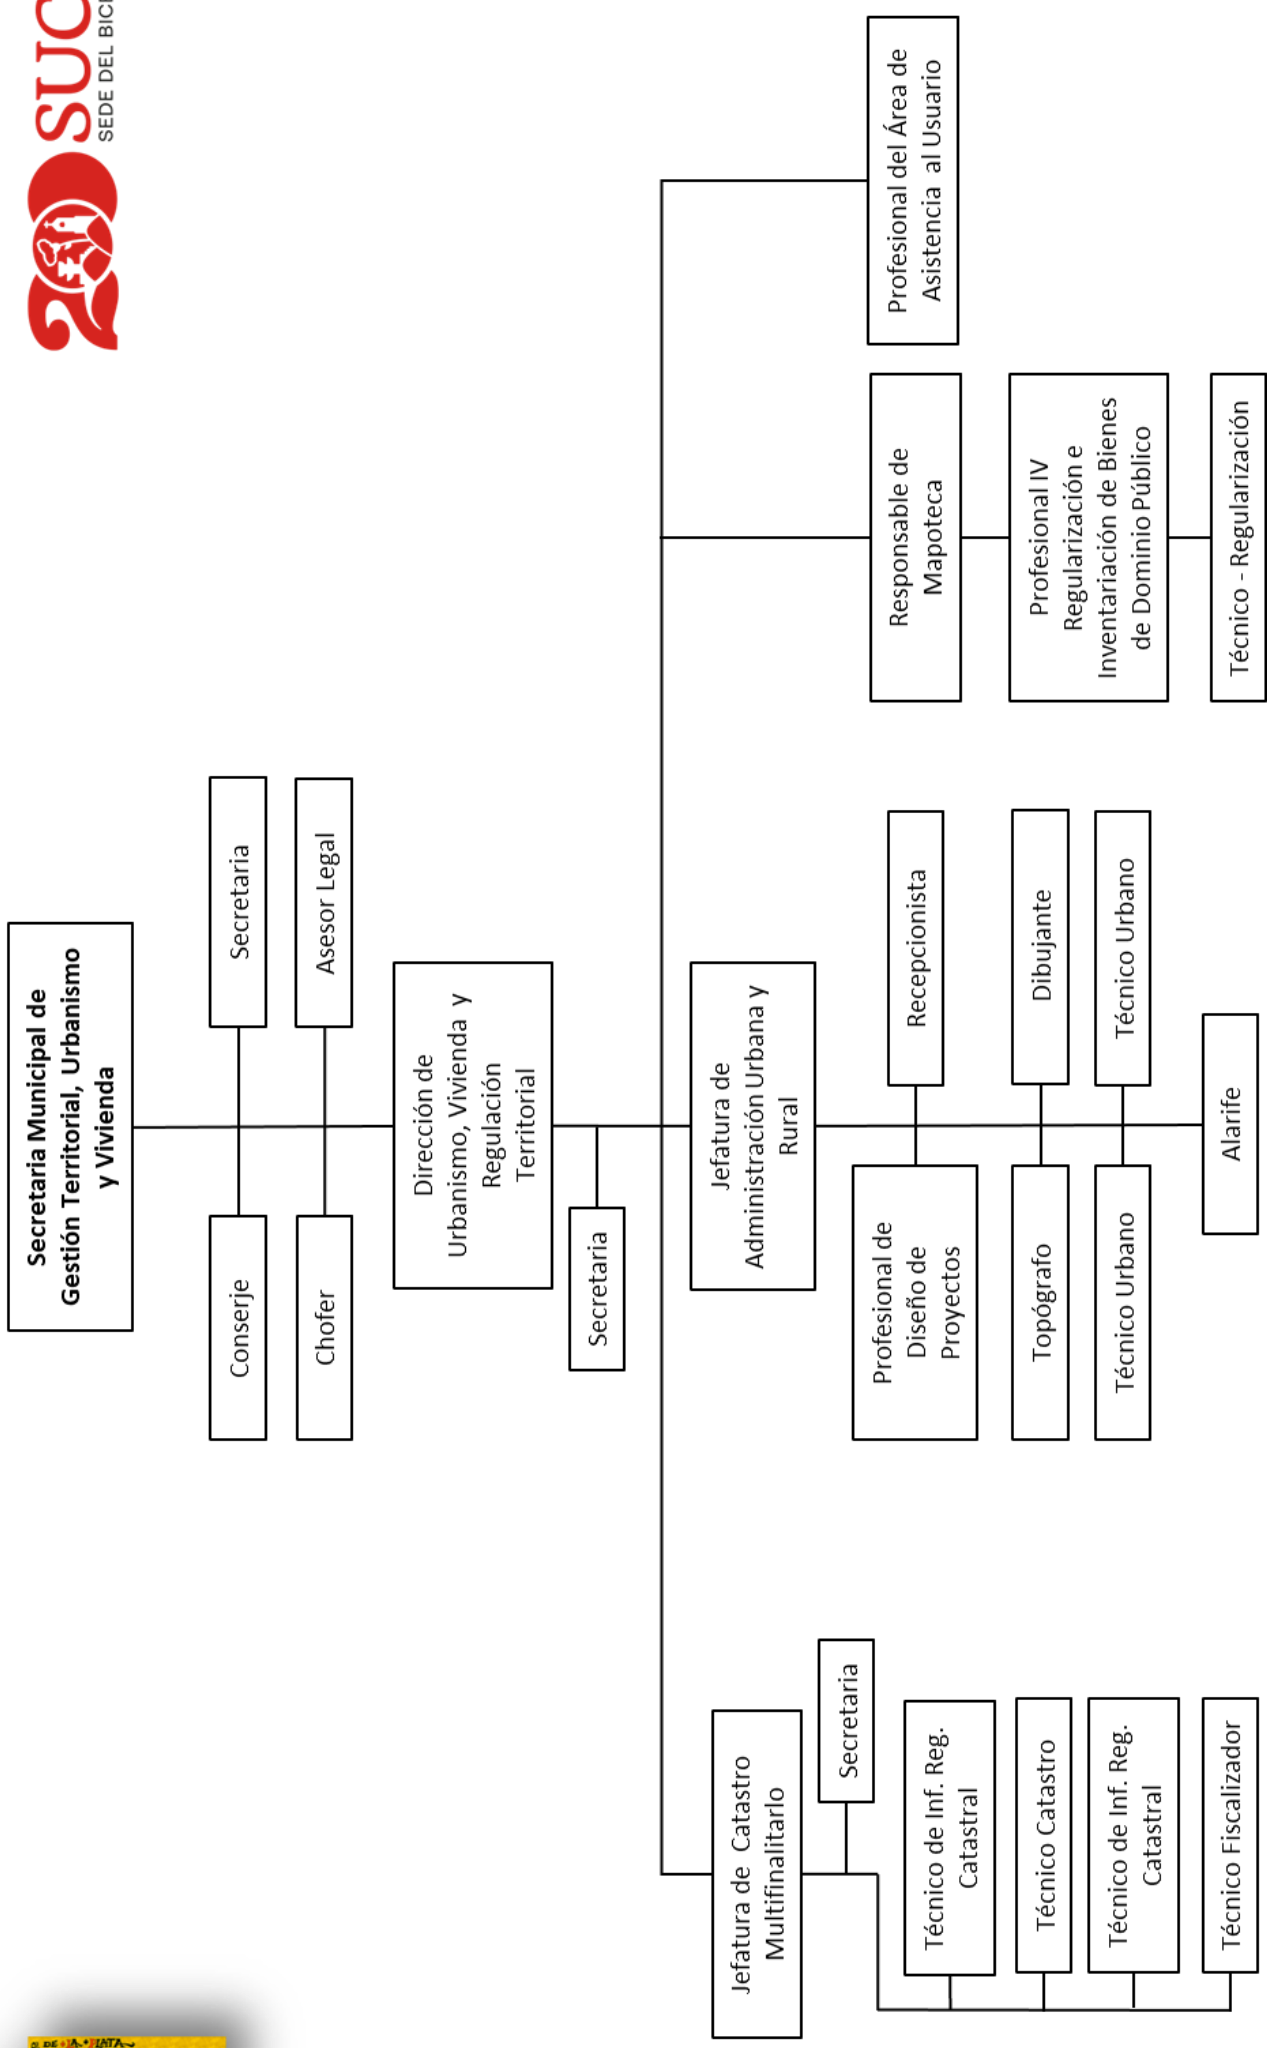 DE LA PLATA
SUC
SEDE DEL BICE
Secretaria Municipal de
Gestión Territorial, Urbanismo
y Vivienda
Conserje
Secretaria
Chofer
Asesor Legal
Dirección de
Urbanismo, Vivienda y
Regulación
Territorial
Secretaria
Jefatura de Catastro
Multifinalitarlo
Secretaria
Técnico de Inf. Reg.
Catastral
Técnico Catastro
Técnico de Inf. Reg.
Catastral
Técnico Fiscalizador
Jefatura de
Administración Urbana y
Rural
Profesional de
Diseño de
Proyectos
Recepcionista
Topógrafo
Dibujante
Técnico Urbano
Técnico Urbano
Alarife
Responsable de
Mapoteca
Profesional IV
Regularización e
Inventariación de Bienes
de Dominio Público
Técnico - Regularización
Profesional del Área de
Asistencia al Usuario